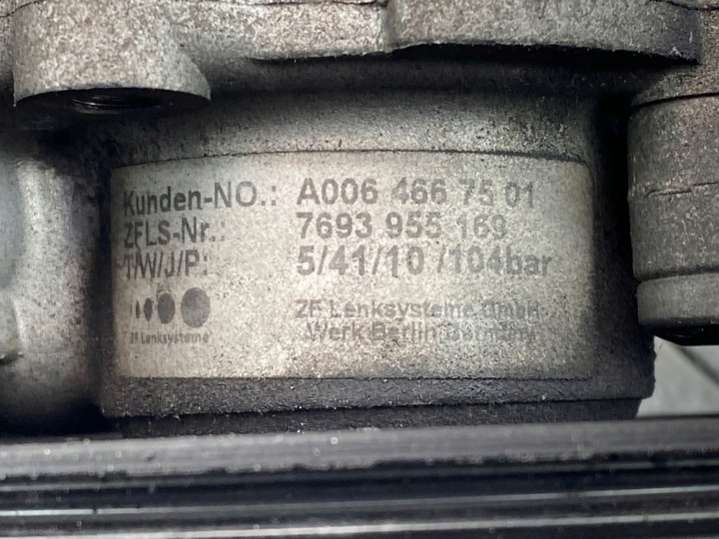 Kunden-NO.: A006 466 75 01
ZFLS-Nr.: 7693 955 169
T/W/J/P: 5/41/10 /104bar
ZF Lenksysteme GmbH
Werk Berlin Germany
ZF Lenksysteme